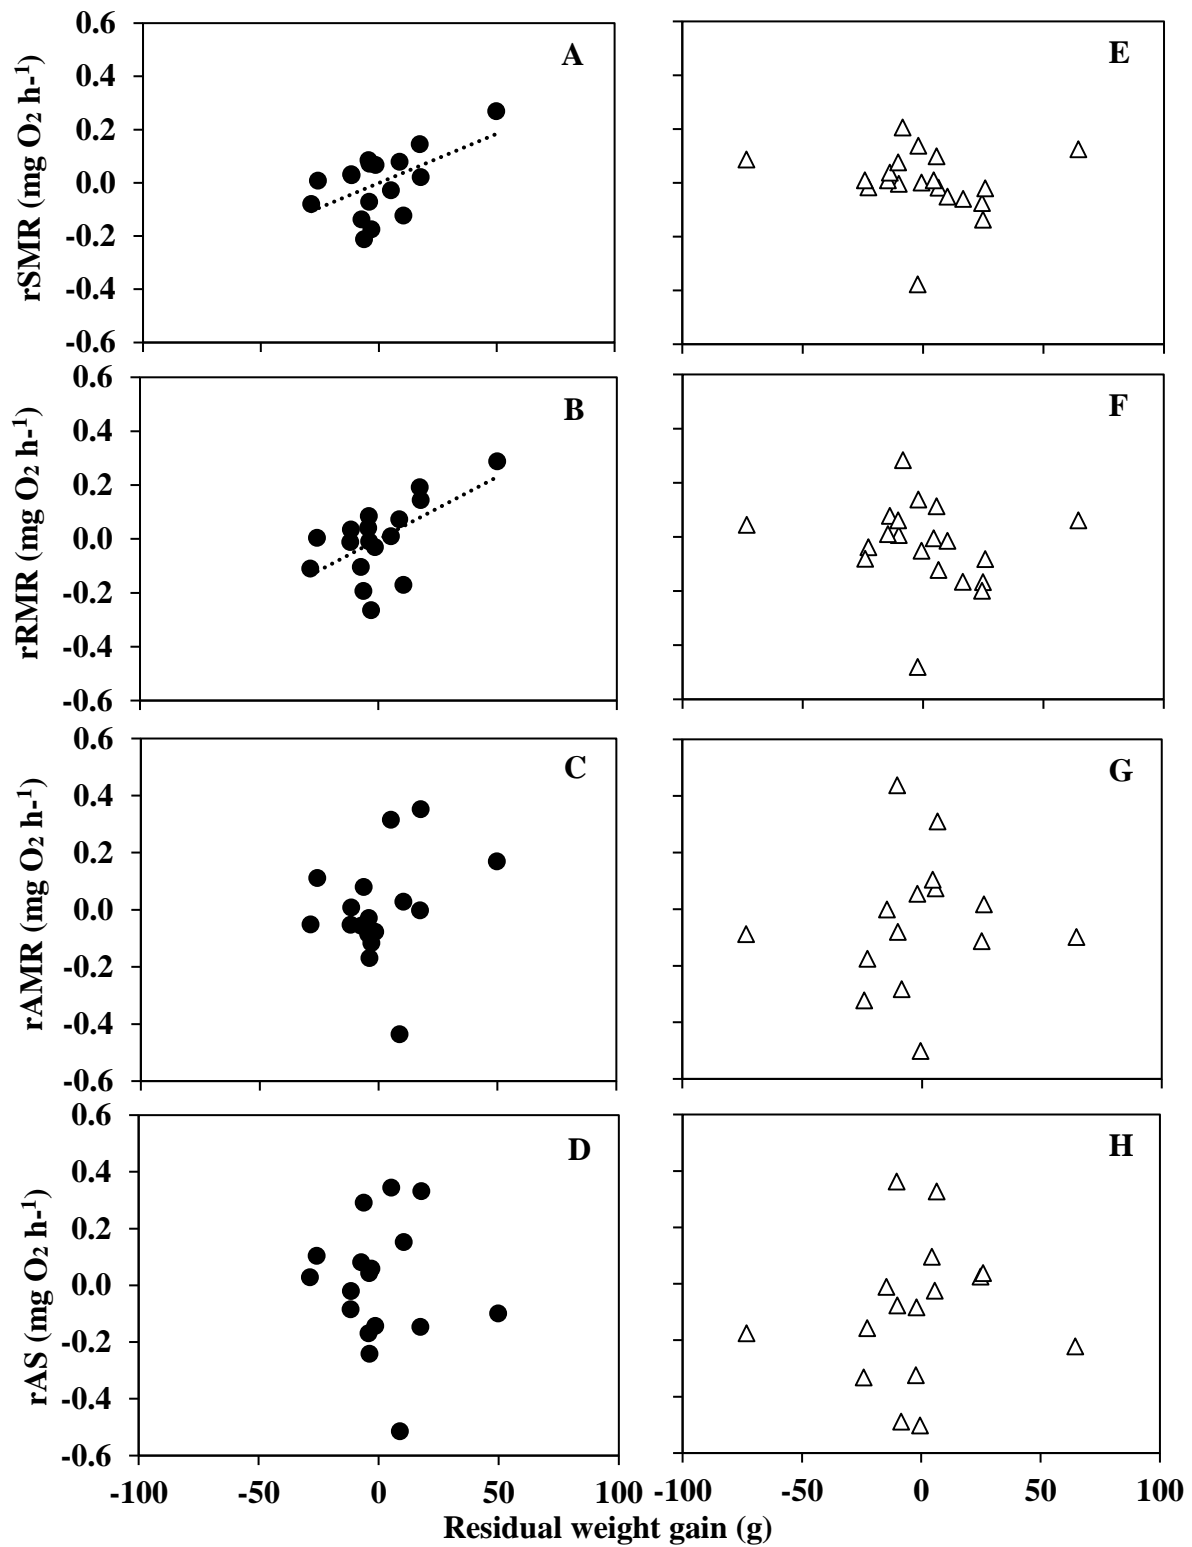 0.6
0.4
0.2
0.0
-0.2
-0.4
-0.6
rSMR (mg O₂ h-¹)
A
E
0.6
0.4
0.2
0.0
-0.2
-0.4
-0.6
rRMR (mg O₂ h-¹)
B
F
0.6
0.4
0.2
0.0
-0.2
-0.4
-0.6
rAMR (mg O₂ h-¹)
C
G
0.6
0.4
0.2
0.0
-0.2
-0.4
-0.6
rAS (mg O₂ h-¹)
D
H
-100 -50 0 50 100 -100 -50 0 50 100
Residual weight gain (g)